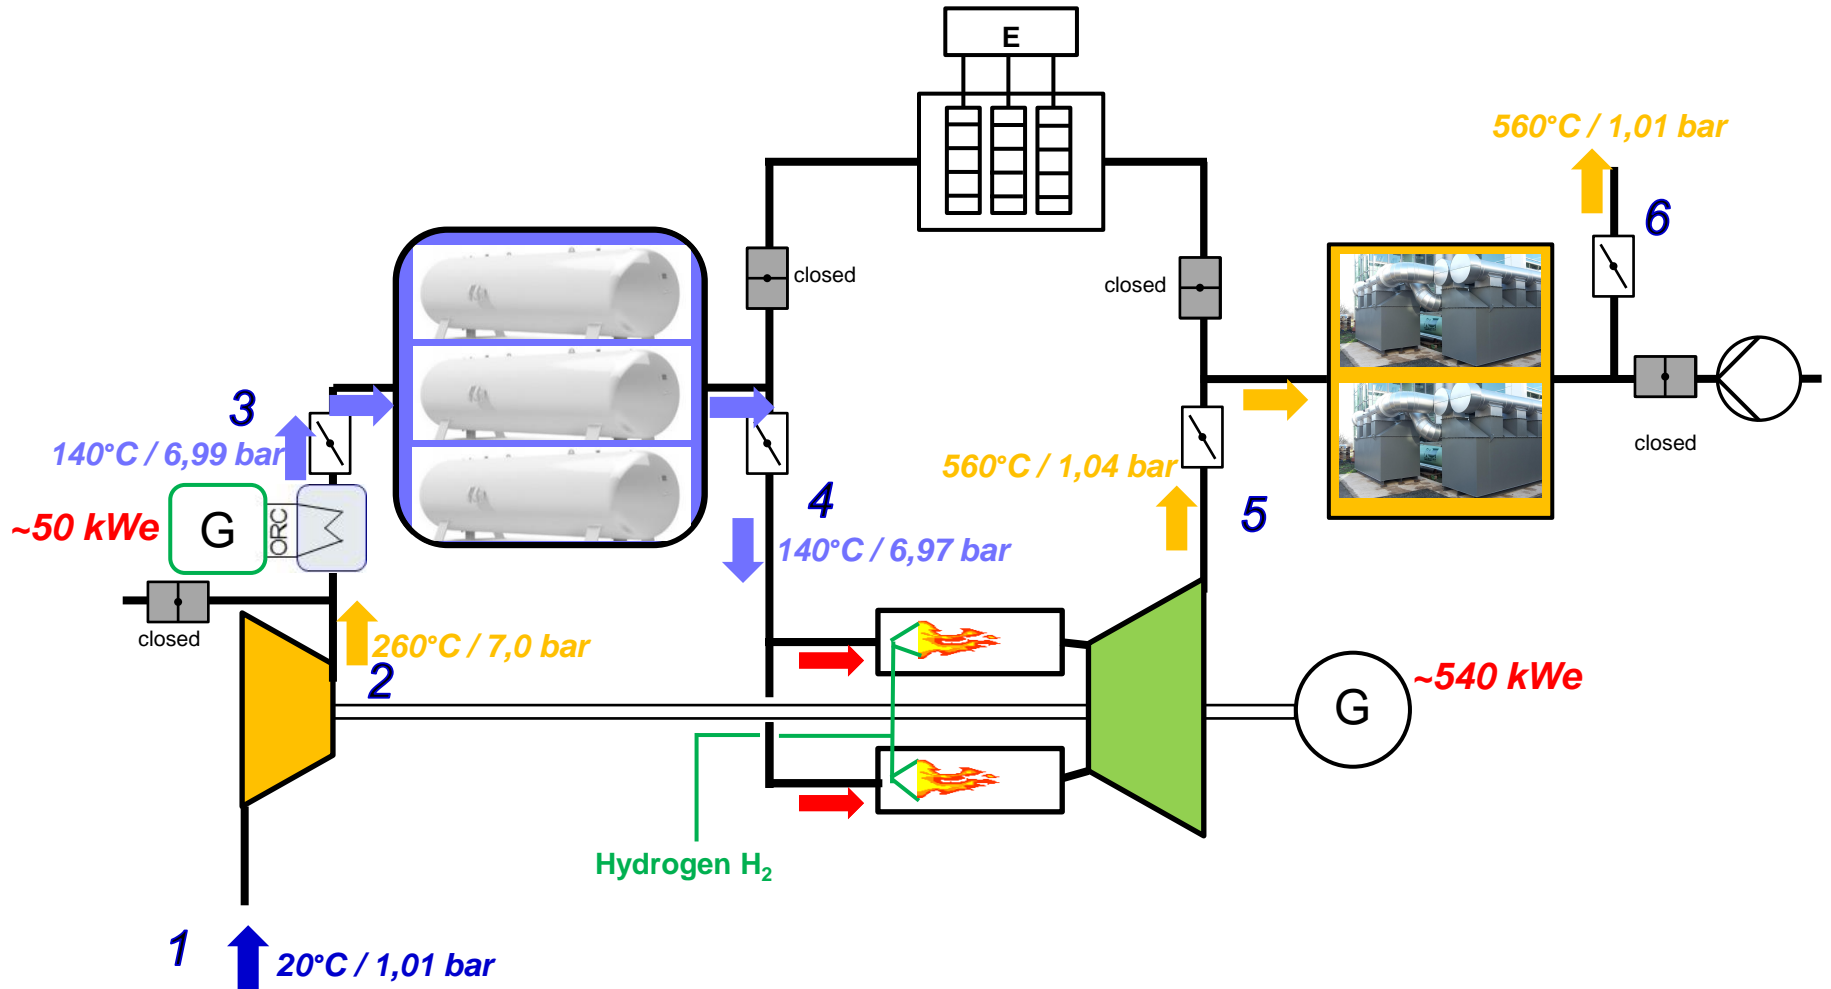 E
560°C / 1,01 bar
6
closed
closed
3
140°C / 6,99 bar
560°C / 1,04 bar
closed
4
5
~50 kWe
G
ORC
140°C / 6,97 bar
closed
260°C / 7,0 bar
2
~540 kWe
G
Hydrogen H₂
1
20°C / 1,01 bar